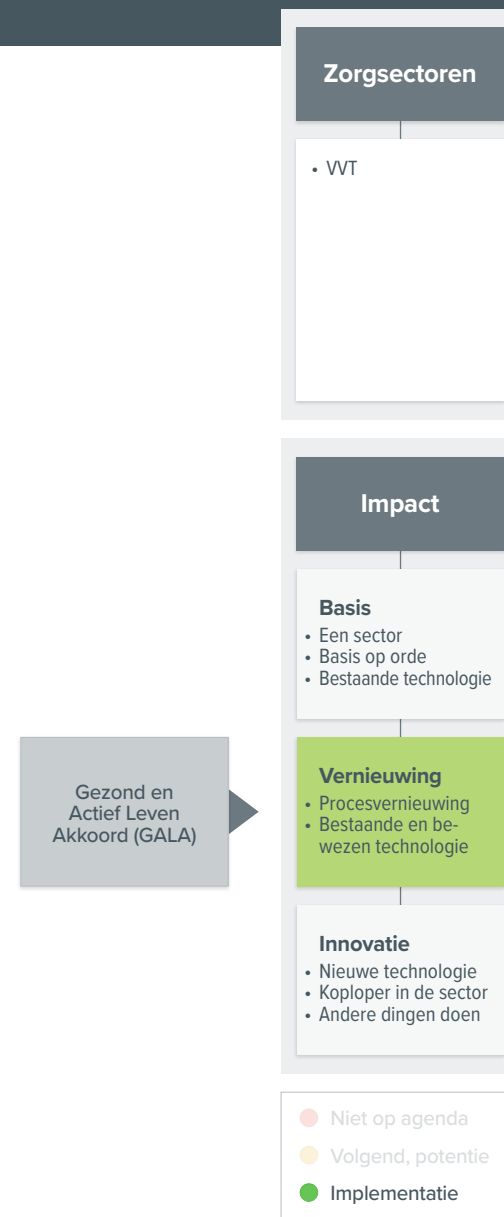 Zorgsectoren
• VVT
Impact
Basis
• Een sector
• Basis op orde
• Bestaande technologie
Gezond en
Actief Leven
Akkoord (GALA)
Vernieuwing
• Procesvernieuwing
• Bestaande en be-
wezen technologie
Innovatie
• Nieuwe technologie
• Koploper in de sector
• Andere dingen doen
Niet op agenda
Volgend, potentie
Implementatie